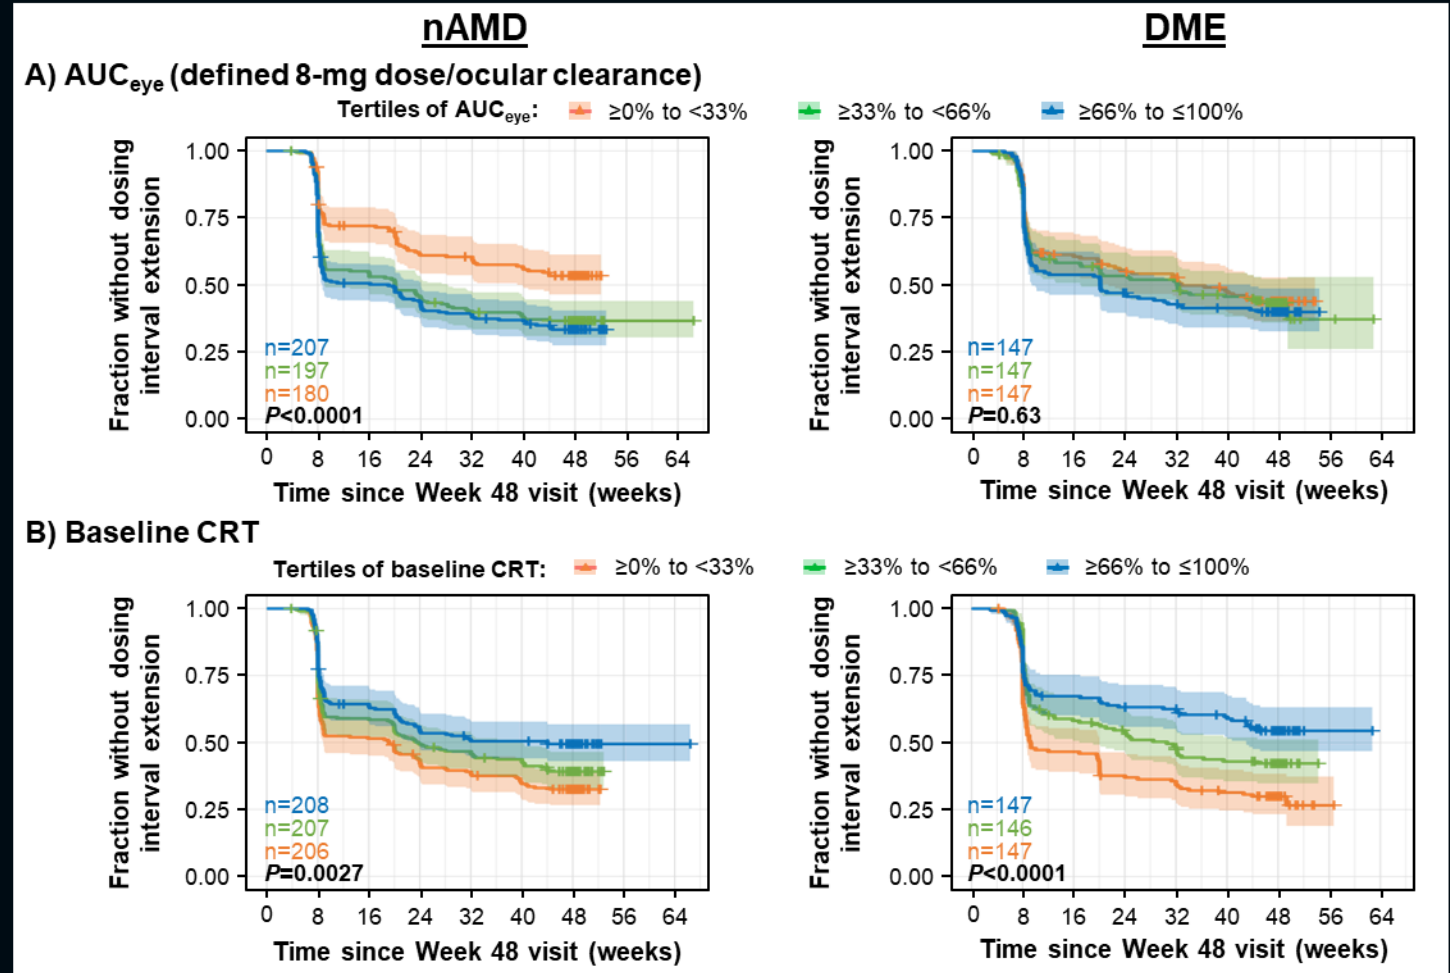 nAMD
DME
A) AUCeye (defined 8-mg dose/ocular clearance)
Tertiles of AUCeye: ≥0% to <33% ≥33% to <66% ≥66% to ≤100%
Fraction without dosing
interval extension
1.00
0.75
0.50
0.25
0.00
n=207
n=197
n=180
P<0.0001
0 8 16 24 32 40 48 56 64
Time since Week 48 visit (weeks)
Fraction without dosing
interval extension
1.00
0.75
0.50
0.25
0.00
n=147
n=147
n=147
P=0.63
0 8 16 24 32 40 48 56 64
Time since Week 48 visit (weeks)
B) Baseline CRT
Tertiles of baseline CRT: ≥0% to <33% ≥33% to <66% ≥66% to ≤100%
Fraction without dosing
interval extension
1.00
0.75
0.50
0.25
0.00
n=208
n=207
n=206
P=0.0027
0 8 16 24 32 40 48 56 64
Time since Week 48 visit (weeks)
Fraction without dosing
interval extension
1.00
0.75
0.50
0.25
0.00
n=147
n=146
n=147
P<0.0001
0 8 16 24 32 40 48 56 64
Time since Week 48 visit (weeks)